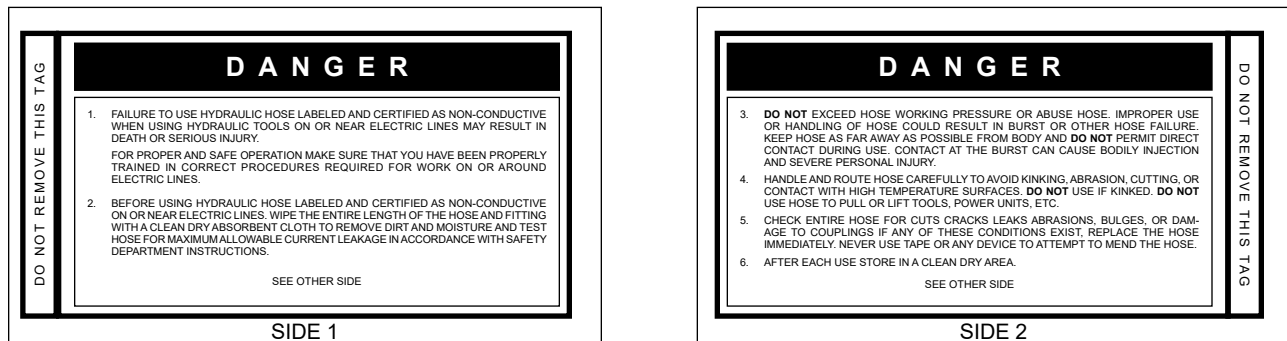 DO NOT REMOVE THIS TAG
DANGER
1. FAILURE TO USE HYDRAULIC HOSE LABELED AND CERTIFIED AS NON-CONDUCTIVE
WHEN USING HYDRAULIC TOOLS ON OR NEAR ELECTRIC LINES MAY RESULT IN
DEATH OR SERIOUS INJURY.
FOR PROPER AND SAFE OPERATION MAKE SURE THAT YOU HAVE BEEN PROPERLY
TRAINED IN CORRECT PROCEDURES REQUIRED FOR WORK ON OR AROUND
ELECTRIC LINES.
2. BEFORE USING HYDRAULIC HOSE LABELED AND CERTIFIED AS NON-CONDUCTIVE
ON OR NEAR ELECTRIC LINES. WIPE THE ENTIRE LENGTH OF THE HOSE AND FITTING
WITH A CLEAN DRY ABSORBENT CLOTH TO REMOVE DIRT AND MOISTURE AND TEST
HOSE FOR MAXIMUM ALLOWABLE CURRENT LEAKAGE IN ACCORDANCE WITH SAFETY
DEPARTMENT INSTRUCTIONS.
SEE OTHER SIDE
SIDE 1
DANGER
3. DO NOT EXCEED HOSE WORKING PRESSURE OR ABUSE HOSE. IMPROPER USE
OR HANDLING OF HOSE COULD RESULT IN BURST OR OTHER HOSE FAILURE.
KEEP HOSE AS FAR AWAY AS POSSIBLE FROM BODY AND DO NOT PERMIT DIRECT
CONTACT DURING USE. CONTACT AT THE BURST CAN CAUSE BODILY INJECTION
AND SEVERE PERSONAL INJURY.
4. HANDLE AND ROUTE HOSE CAREFULLY TO AVOID KINKING, ABRASION, CUTTING, OR
CONTACT WITH HIGH TEMPERATURE SURFACES. DO NOT USE IF KINKED. DO NOT
USE HOSE TO PULL OR LIFT TOOLS, POWER UNITS, ETC.
5. CHECK ENTIRE HOSE FOR CUTS CRACKS LEAKS ABRASIONS, BULGES, OR DAM-
AGE TO COUPLINGS IF ANY OF THESE CONDITIONS EXIST, REPLACE THE HOSE
IMMEDIATELY. NEVER USE TAPE OR ANY DEVICE TO ATTEMPT TO MEND THE HOSE.
6. AFTER EACH USE STORE IN A CLEAN DRY AREA.
SEE OTHER SIDE
DO NOT REMOVE THIS TAG
SIDE 2